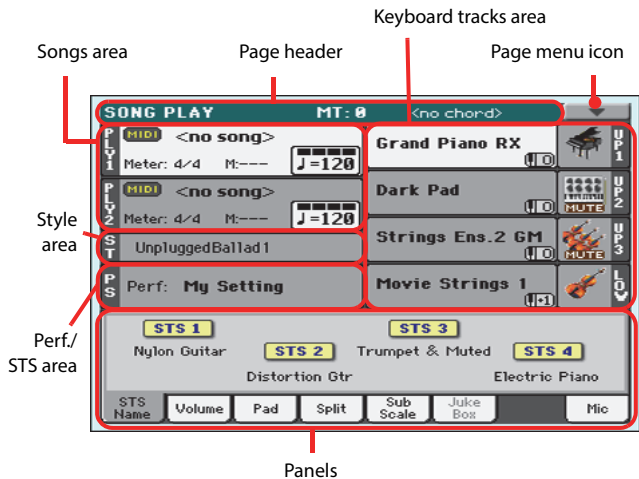 Keyboard tracks area
Songs area
Page header
Page menu icon
SONG PLAY MT: 0 <no chord>
PLY1
MIDI <no song>
Meter: 4/4 M:---
♩=120
Grand Piano RX
0
UP1
PLY2
MIDI <no song>
Meter: 4/4 M:---
♩=120
Dark Pad
0
MUTE
UP2
Style area
ST
UnpluggedBallad1
Strings Ens.2 GM
0
MUTE
UP3
Perf./ STS area
PS
Perf: My Setting
Movie Strings 1
+1
LOW
STS 1
Nylon Guitar
STS 2
Distortion Gtr
STS 3
Trumpet & Muted
STS 4
Electric Piano
STS Name
Volume
Pad
Split
Sub Scale
Juke Box
Mic
Panels